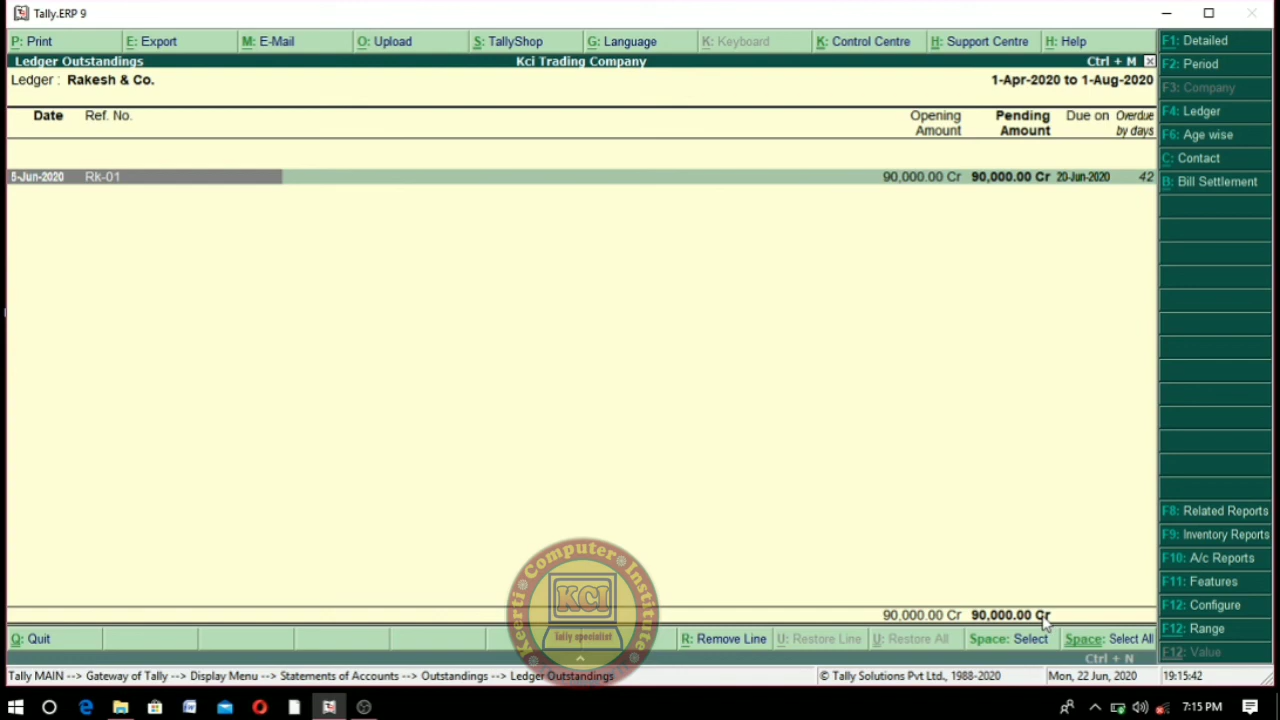 Tally.ERP 9
P: Print E: Export M: E-Mail O: Upload S: TallyShop G: Language K: Keyboard K: Control Centre H: Support Centre H: Help
Ledger Outstandings Kci Trading Company Ctrl + M
Ledger : Rakesh & Co. 1-Apr-2020 to 1-Aug-2020
Date Ref. No. Opening Amount Pending Amount Due on Overdue by days
5-Jun-2020 Rk-01 90,000.00 Cr 90,000.00 Cr 20-Jun-2020 42
90,000.00 Cr 90,000.00 Cr
F1: Detailed
F2: Period
F3: Company
F4: Ledger
F6: Age wise
C: Contact
B: Bill Settlement
F8: Related Reports
F9: Inventory Reports
F10: A/c Reports
F11: Features
F12: Configure
F12: Range
F12: Value
Keerti Computer Institute
KCI
Tally specialist
Q: Quit R: Remove Line U: Restore Line U: Restore All Space: Select Space: Select All
Ctrl + N
Tally MAIN --> Gateway of Tally --> Display Menu --> Statements of Accounts --> Outstandings --> Ledger Outstandings © Tally Solutions Pvt Ltd., 1988-2020 Mon, 22 Jun, 2020 19:15:42
7:15 PM